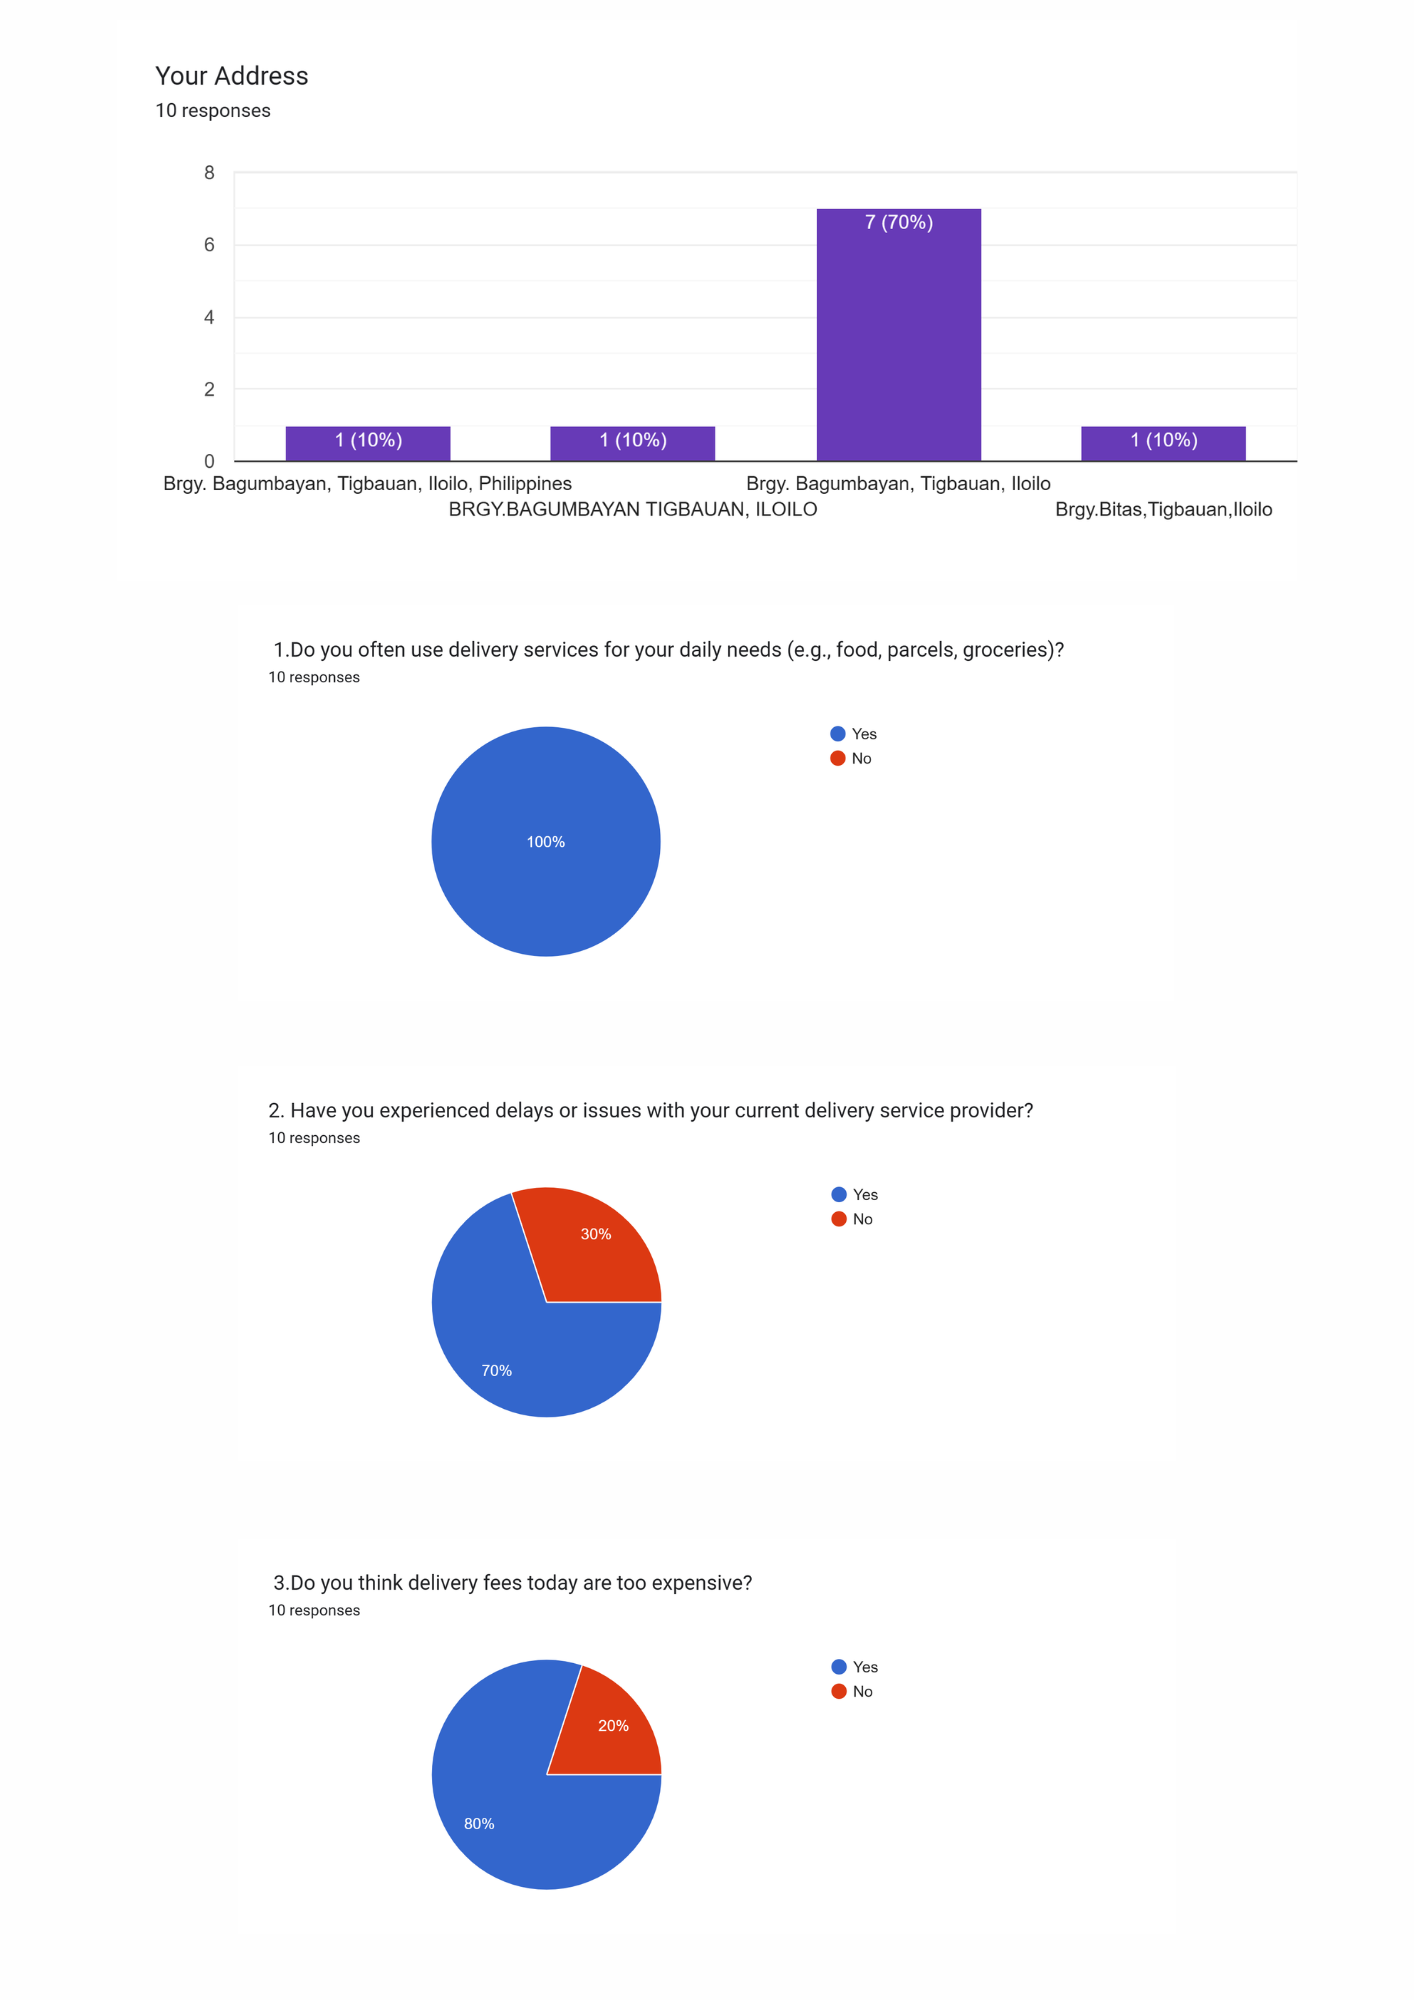 Your Address
10 responses
8
6
4
2
0
7 (70%)
1 (10%)
1 (10%)
1 (10%)
Brgy. Bagumbayan, Tigbauan, Iloilo, Philippines
Brgy. Bagumbayan, Tigbauan, Iloilo
BRGY.BAGUMBAYAN TIGBAUAN, ILOILO
Brgy.Bitas,Tigbauan,Iloilo
1.Do you often use delivery services for your daily needs (e.g., food, parcels, groceries)?
10 responses
Yes
No
100%
2. Have you experienced delays or issues with your current delivery service provider?
10 responses
Yes
No
30%
70%
3.Do you think delivery fees today are too expensive?
10 responses
Yes
No
20%
80%